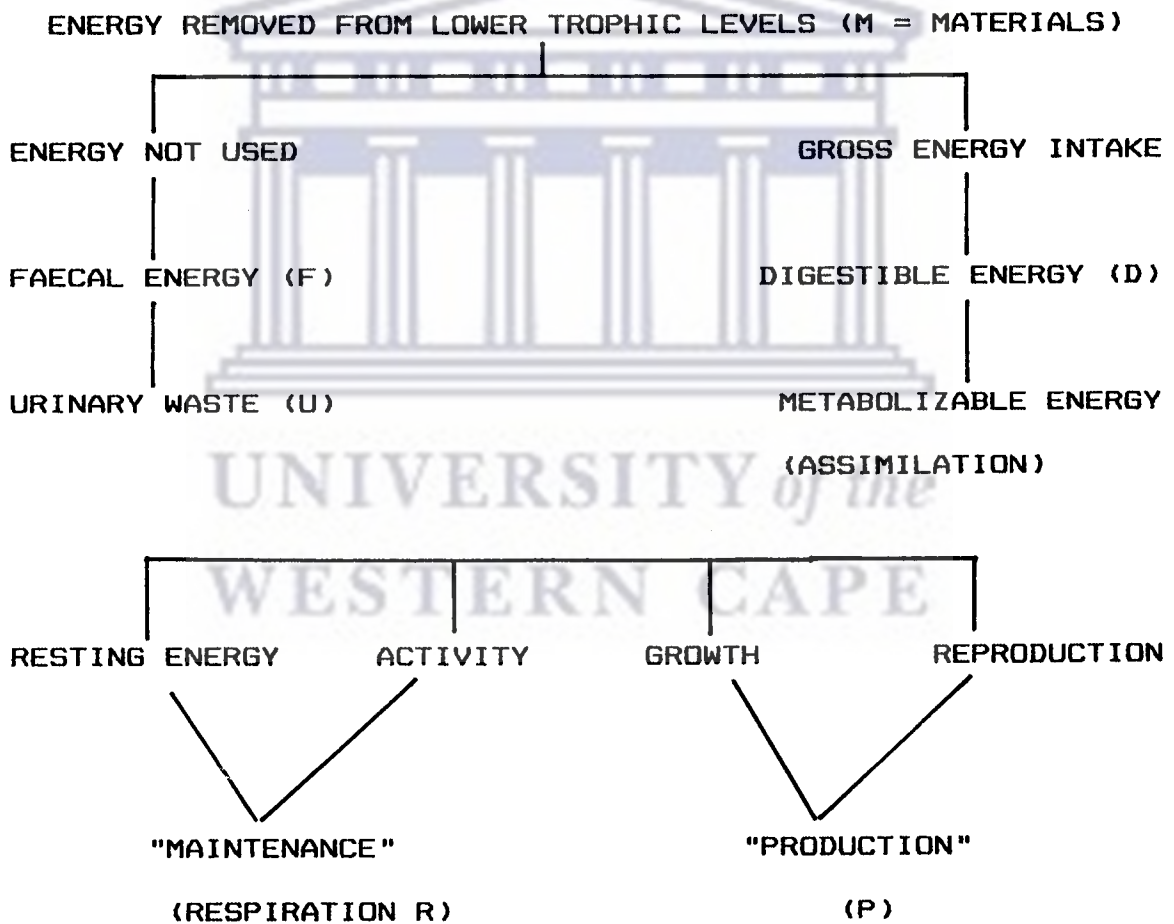 ENERGY REMOVED FROM LOWER TROPHIC LEVELS (M = MATERIALS)
ENERGY NOT USED
GROSS ENERGY INTAKE
FAECAL ENERGY (F)
DIGESTIBLE ENERGY (D)
URINARY WASTE (U)
METABOLIZABLE ENERGY
(ASSIMILATION)
UNIVERSITY of the
WESTERN CAPE
RESTING ENERGY
ACTIVITY
GROWTH
REPRODUCTION
"MAINTENANCE"
"PRODUCTION"
(RESPIRATION R)
(P)